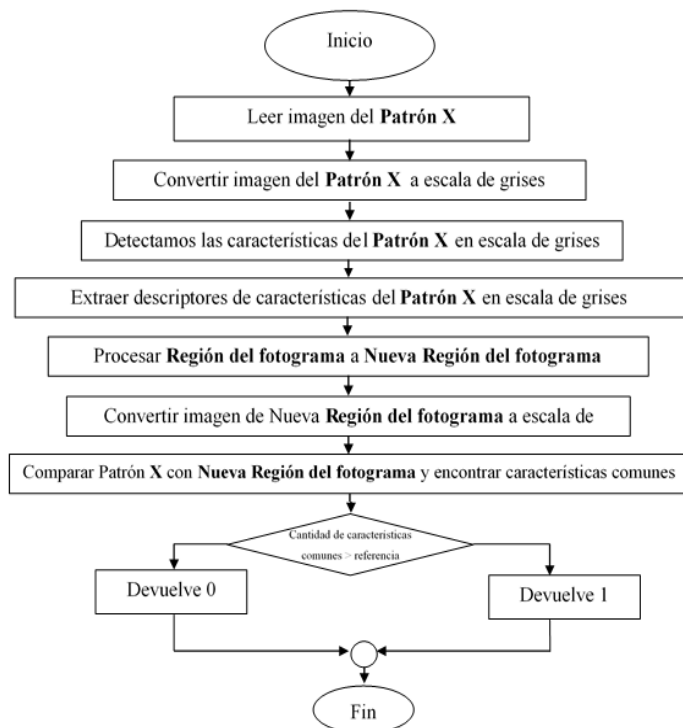 Inicio
Leer imagen del Patrón X
Convertir imagen del Patrón X a escala de grises
Detectamos las características del Patrón X en escala de grises
Extraer descriptores de características del Patrón X en escala de grises
Procesar Región del fotograma a Nueva Región del fotograma
Convertir imagen de Nueva Región del fotograma a escala de
Comparar Patrón X con Nueva Región del fotograma y encontrar características comunes
Cantidad de características
comunes > referencia
Devuelve 0
Devuelve 1
Fin